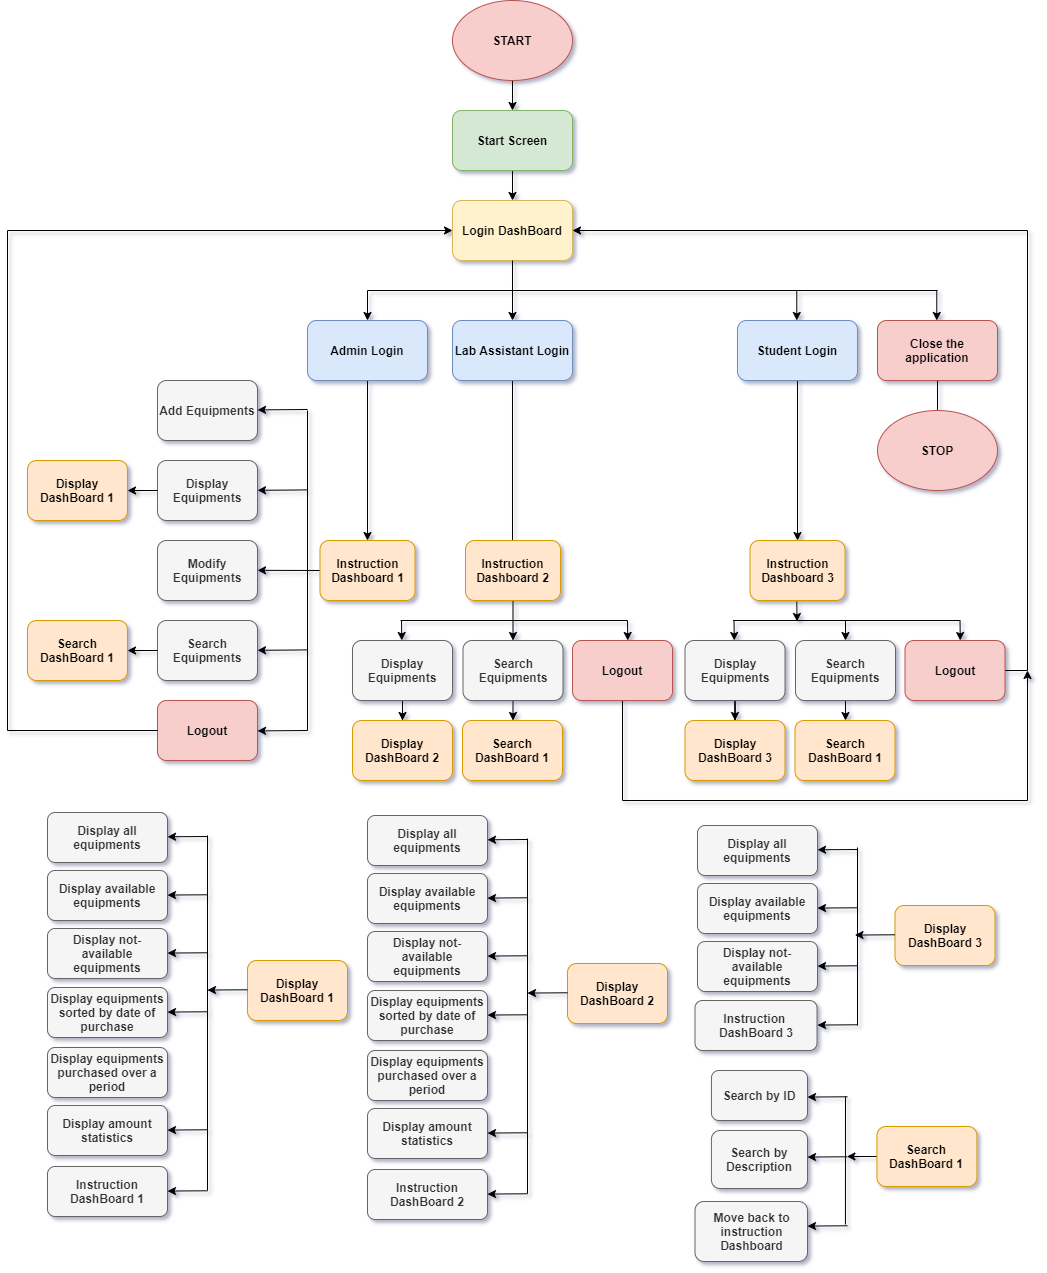 START
Start Screen
Login DashBoard
Admin Login
Lab Assistant Login
Student Login
Close the
application
STOP
Add Equipments
Display
DashBoard 1
Display
Equipments
Modify
Equipments
Search
DashBoard 1
Search
Equipments
Logout
Instruction
Dashboard 1
Instruction
Dashboard 2
Instruction
Dashboard 3
Display
Equipments
Search
Equipments
Logout
Display
Equipments
Search
Equipments
Logout
Display
DashBoard 2
Search
DashBoard 1
Display
DashBoard 3
Search
DashBoard 1
Display all
equipments
Display available
equipments
Display not-
available
equipments
Display equipments
sorted by date of
purchase
Display equipments
purchased over a
period
Display amount
statistics
Instruction
DashBoard 1
Display
DashBoard 1
Display all
equipments
Display available
equipments
Display not-
available
equipments
Display equipments
sorted by date of
purchase
Display equipments
purchased over a
period
Display amount
statistics
Instruction
DashBoard 2
Display
DashBoard 2
Display all
equipments
Display available
equipments
Display not-
available
equipments
Instruction
DashBoard 3
Display
DashBoard 3
Search by ID
Search by
Description
Move back to
instruction
Dashboard
Search
DashBoard 1